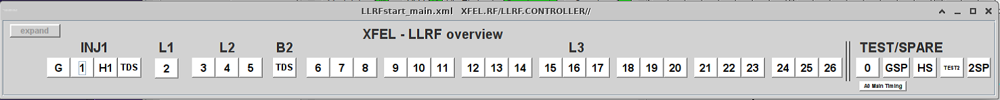 LLRFstart_main.xml XFEL.RF/LLRF.CONTROLLER//
expand
XFEL - LLRF overview
INJ1 L1 L2 B2 L3 TEST/SPARE
G 1 H1 TDS 2 3 4 5 TDS 6 7 8 9 10 11 12 13 14 15 16 17 18 19 20 21 22 23 24 25 26 0 GSP HS TEST2 2SP
A0 Main Timing